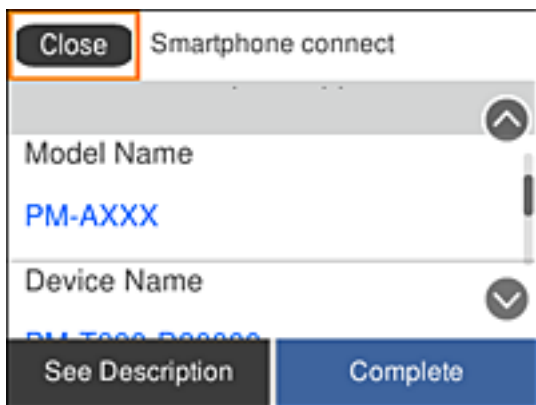 Close Smartphone connect
Model Name
PM-AXXX
Device Name
See Description Complete